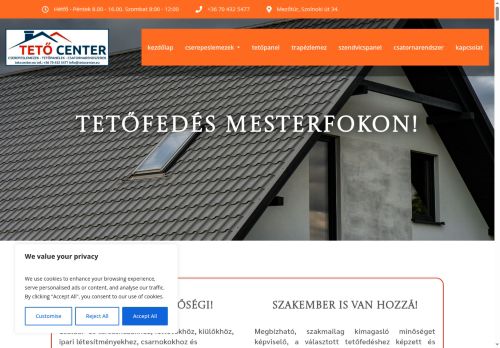 Hétfő - Péntek 8.00 - 16.00. Szombat 8:00 - 12:00
+36 70 432 5477
Mezőtúr, Szolnoki út 34.
TETŐ CENTER
CSEREPESLEMEZEK - TETŐPANELEK - CSATORNARENDSZEREK
kezdőlap
cserepeslemezek
tetőpanel
trapézlemez
szendvicspanel
csatornarendszer
kapcsolat
TETŐFEDÉS MESTERFOKON!
We value your privacy
We use cookies to enhance your browsing experience,
serve personalised ads or content, and analyse our traffic.
By clicking "Accept All", you consent to our use of cookies.
Customise
Reject All
Accept All
SZAKEMBER IS VAN HOZZÁ!
ipari létesítményekhez, csarnokokhoz és
Megbízható, szakmailag kimagasló minőséget
képviselő, a választott tetőfedéshez képzett és